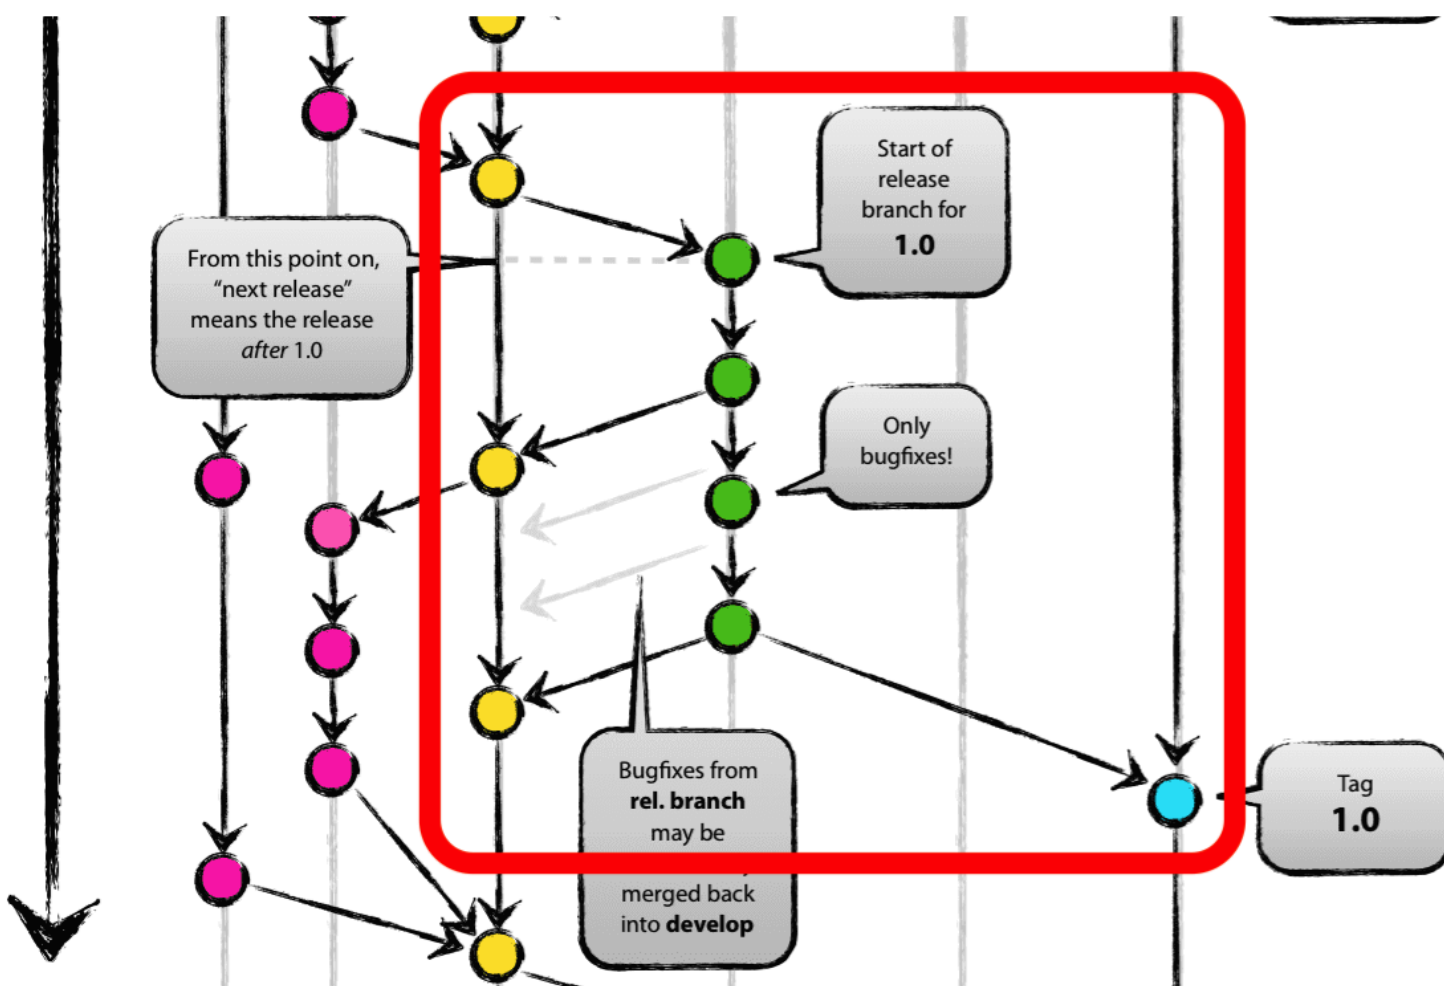 Start of
release
branch for
1.0
From this point on,
“next release”
means the release
after 1.0
Only
bugfixes!
Bugfixes from
rel. branch
may be
merged back
into develop
Tag
1.0